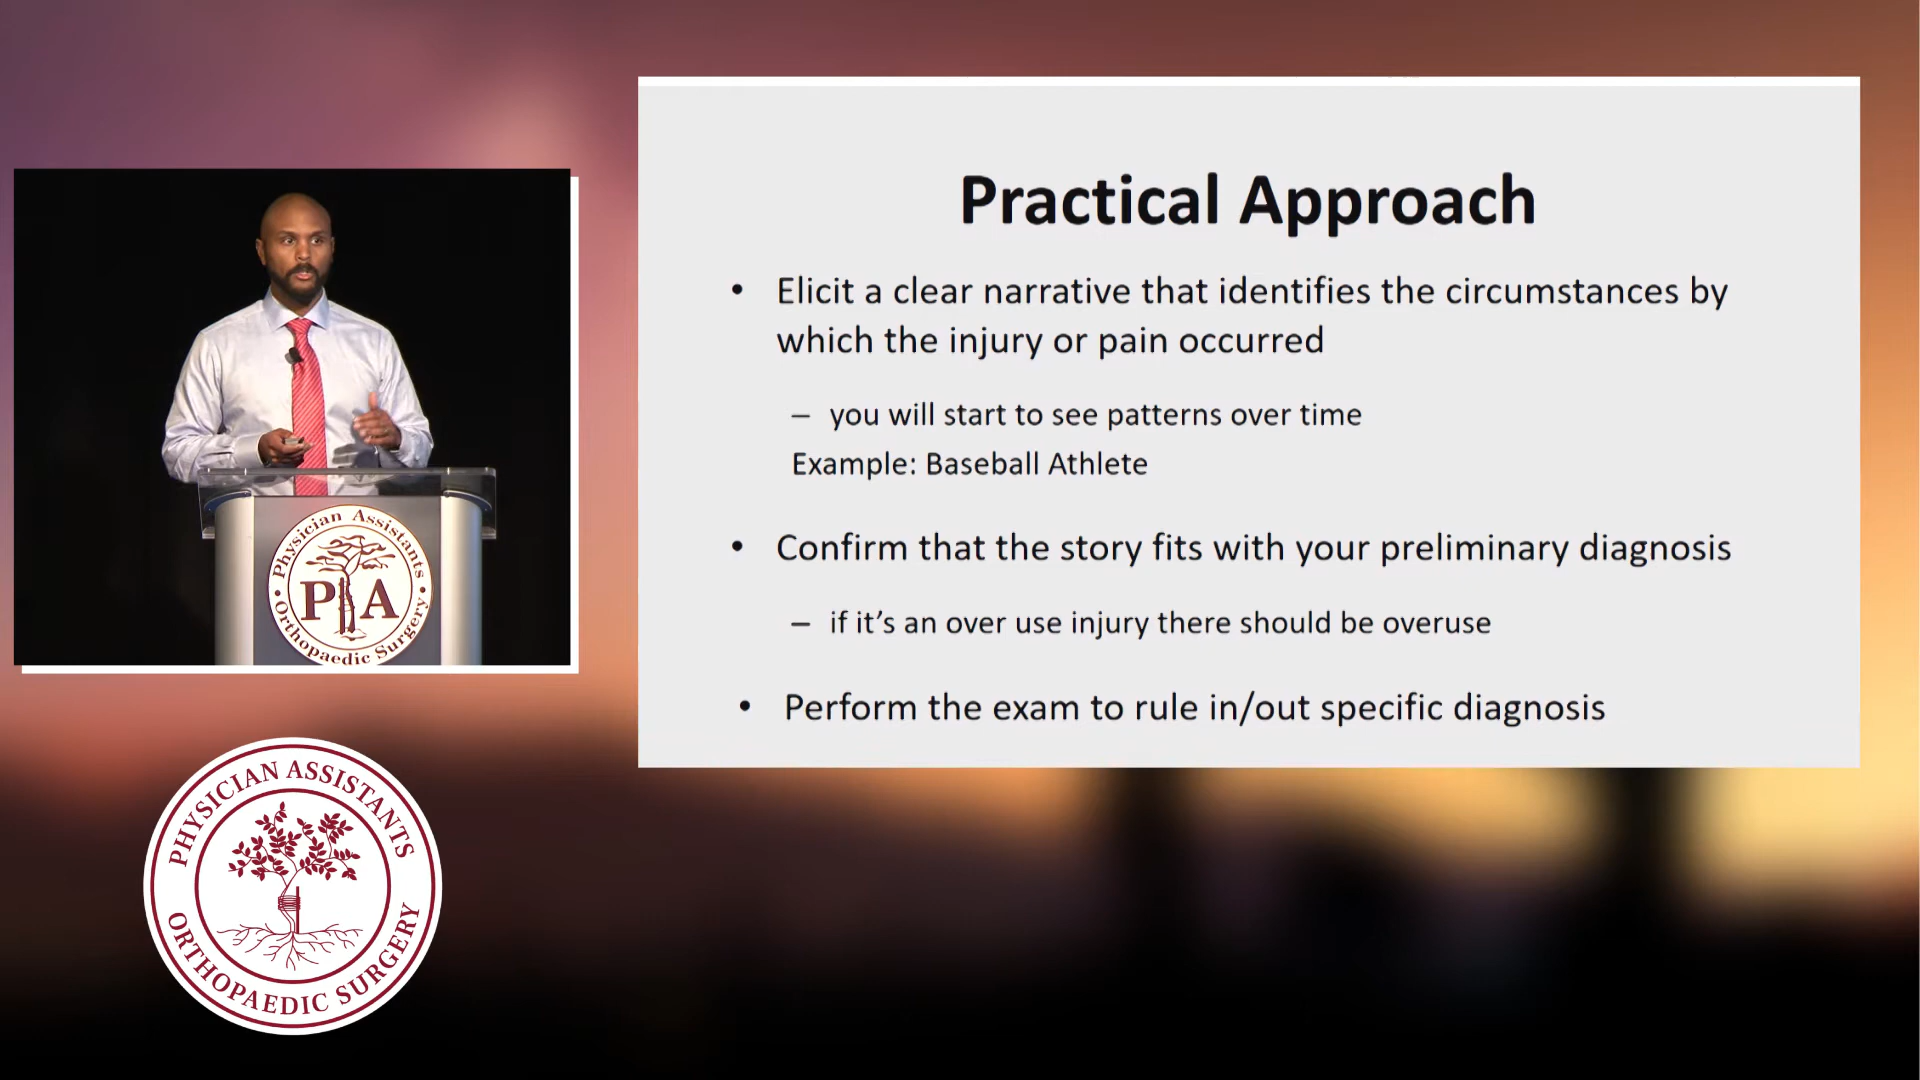 Practical Approach
• Elicit a clear narrative that identifies the circumstances by
which the injury or pain occurred
– you will start to see patterns over time
Example: Baseball Athlete
• Confirm that the story fits with your preliminary diagnosis
– if it’s an over use injury there should be overuse
• Perform the exam to rule in/out specific diagnosis
Physician Assistants
PA
Orthopaedic Surgery
PHYSICIAN ASSISTANTS
ORTHOPAEDIC SURGERY